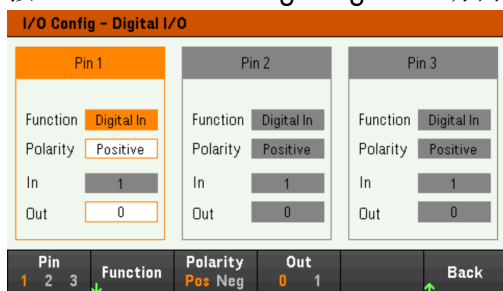 I/O Config – Digital I/O
Pin 1 Pin 2 Pin 3
Function Digital In Function Digital In Function Digital In
Polarity Positive Polarity Positive Polarity Positive
In 1 In 1 In 1
Out 0 Out 0 Out 0
Pin Function Polarity Out Back
1 2 3 Pos Neg 0 1